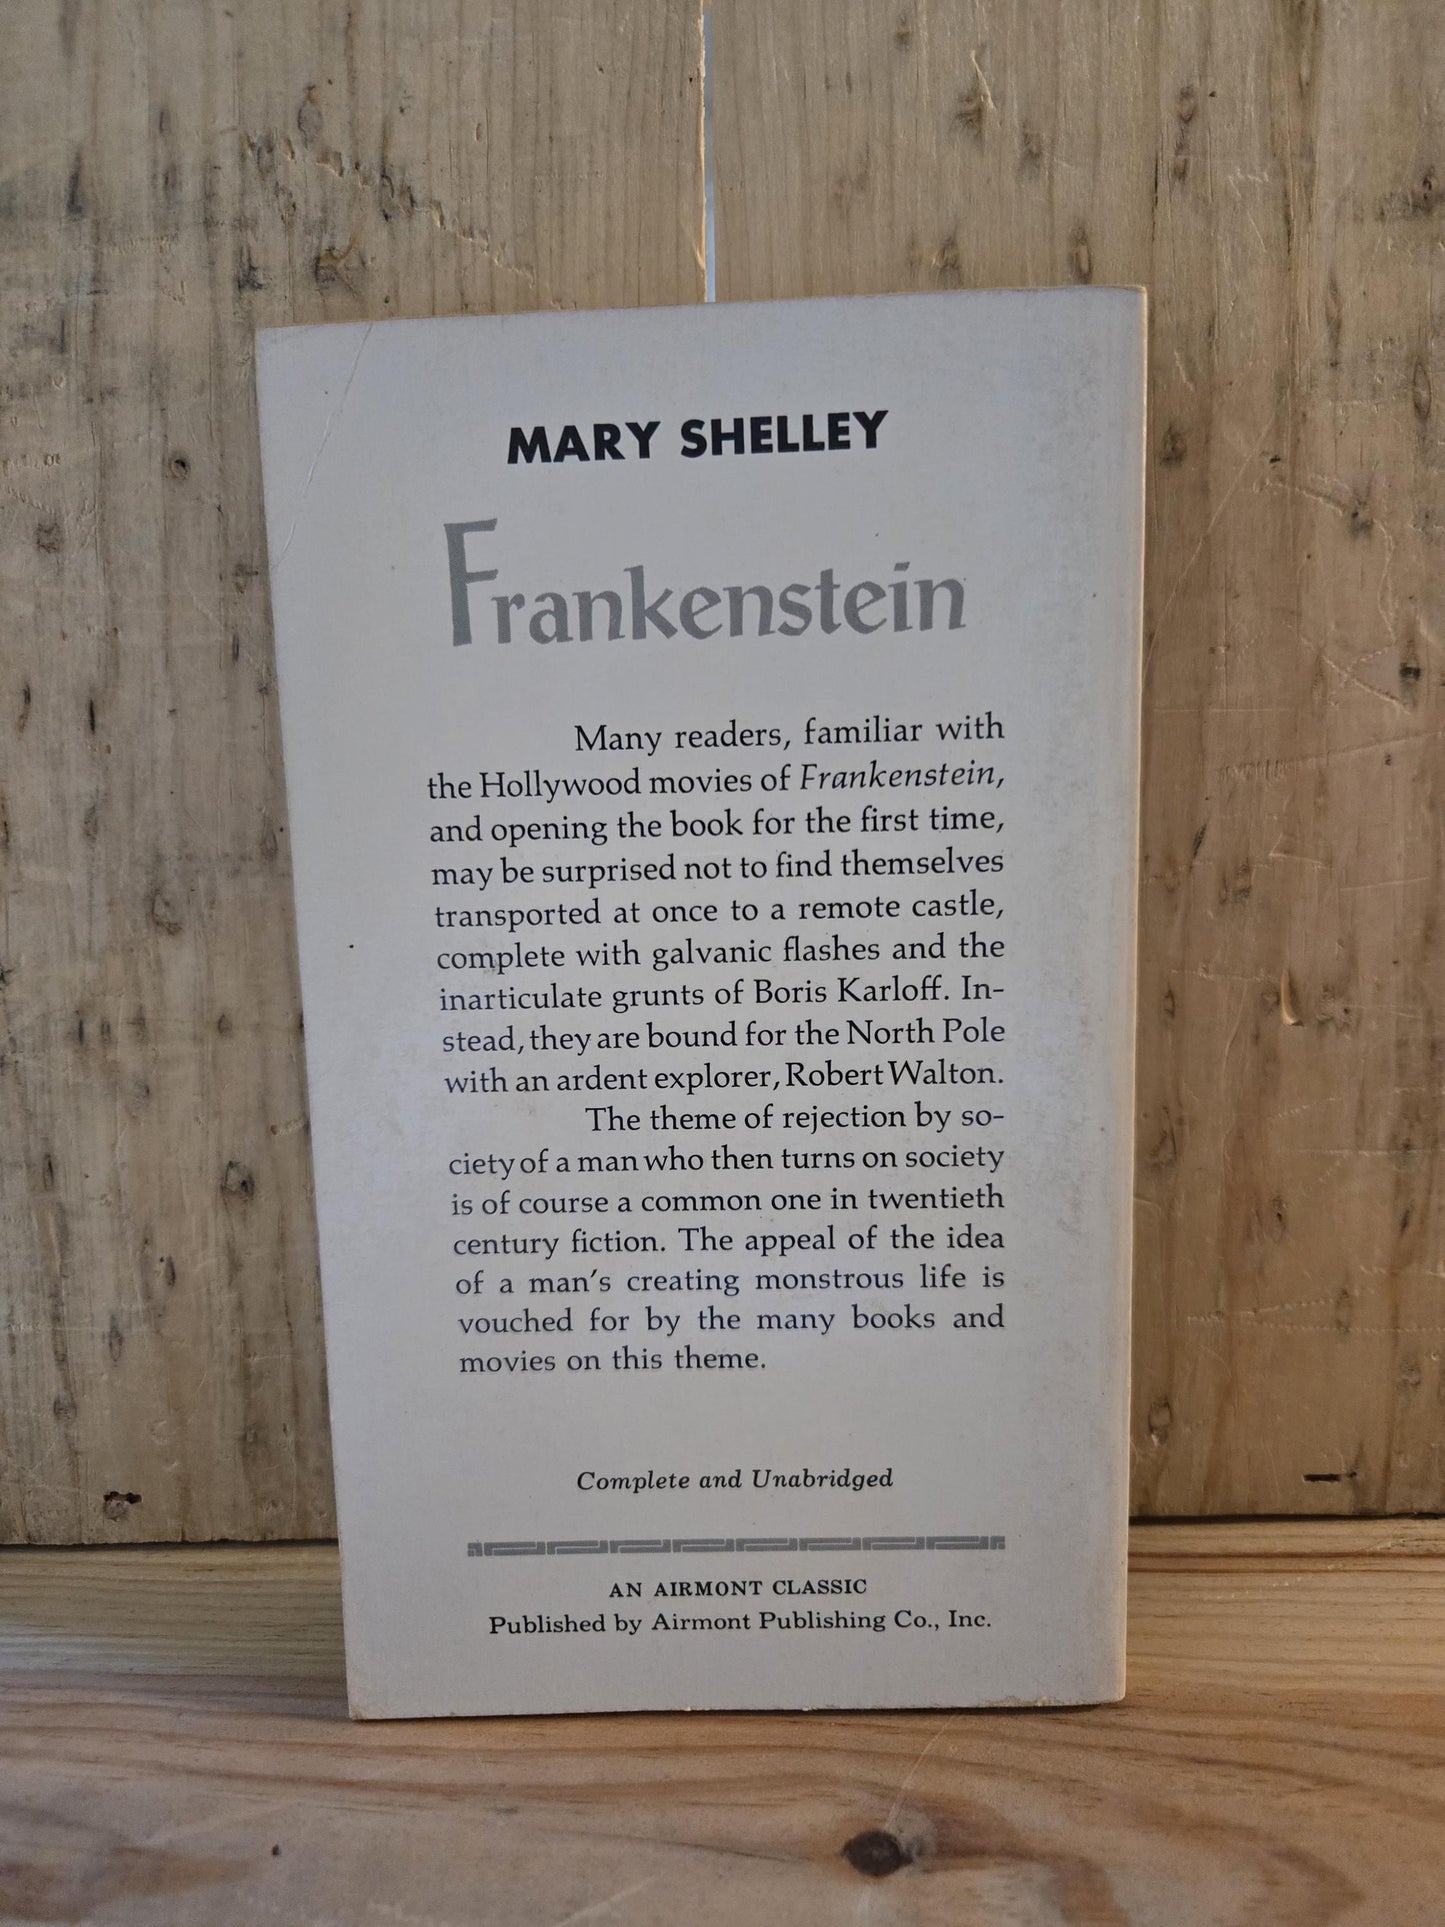 MARY SHELLEY
Frankenstein
Many readers, familiar with
the Hollywood movies of Frankenstein,
and opening the book for the first time,
may be surprised not to find themselves
transported at once to a remote castle,
complete with galvanic flashes and the
inarticulate grunts of Boris Karloff. In-
stead, they are bound for the North Pole
with an ardent explorer, Robert Walton.
The theme of rejection by so-
ciety of a man who then turns on society
is of course a common one in twentieth
century fiction. The appeal of the idea
of a man's creating monstrous life is
vouched for by the many books and
movies on this theme.
Complete and Unabridged
AN AIRMONT CLASSIC
Published by Airmont Publishing Co., Inc.